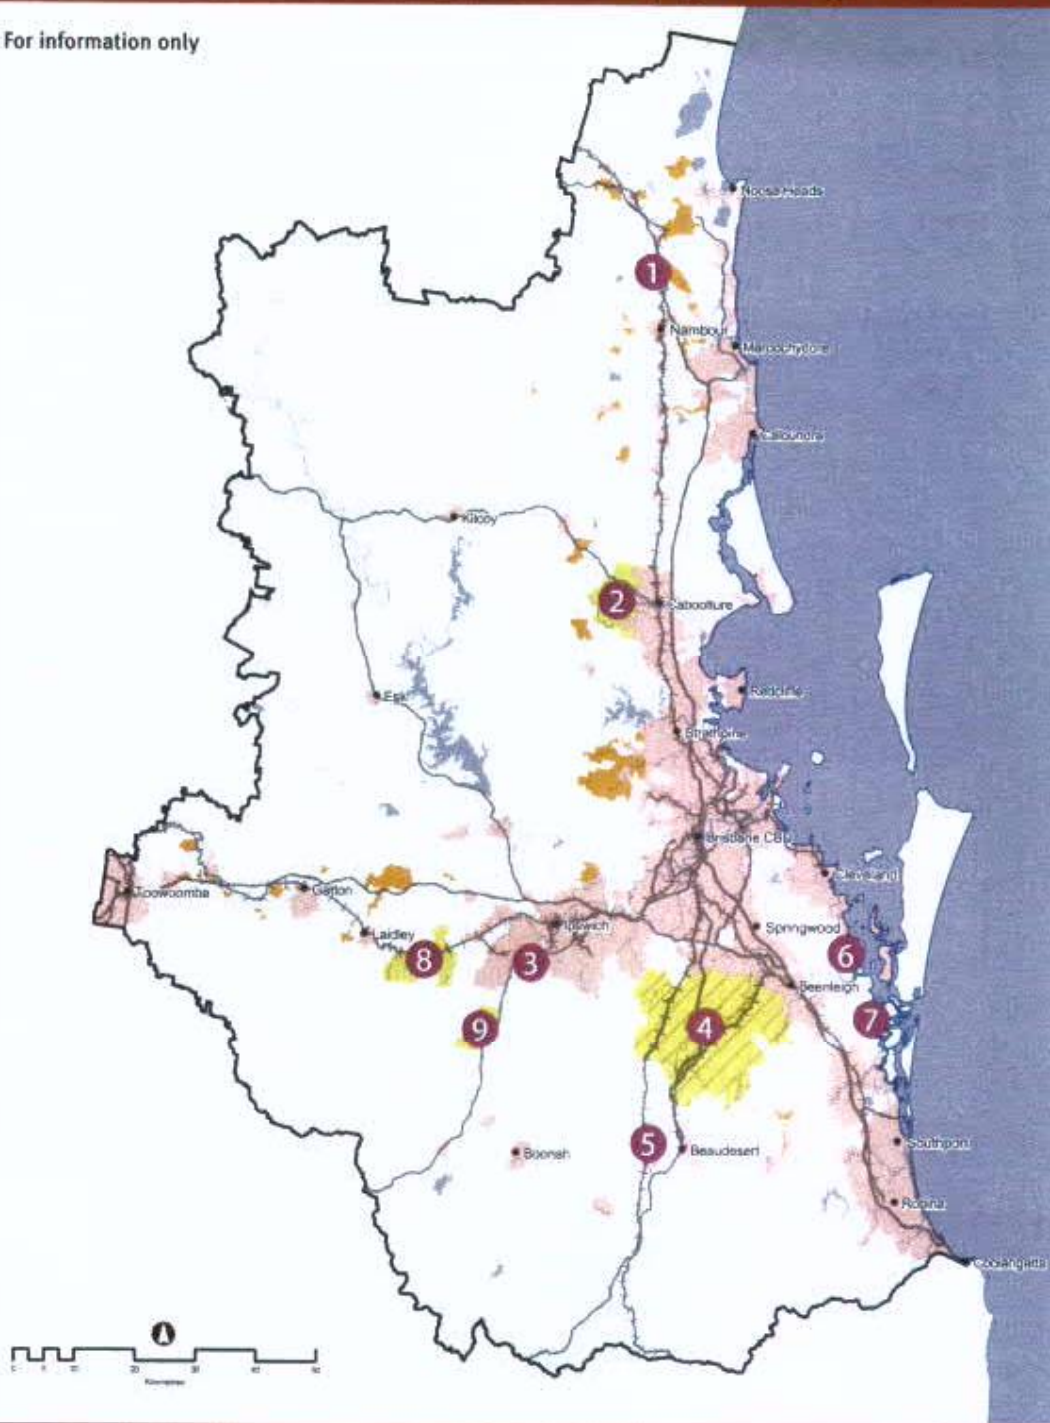 For information only
Noosa Heads
1
Nambour
Maroochydore
Caloundra
Kilcoy
2
Caboolture
Esk
Redcliffe
Strathpine
Brisbane CBD
Cleveland
Toowoomba
Gatton
Laidley
Ipswich
Springwood
8
3
6
Beenleigh
9
4
7
5
Boonah
Beaudesert
Southport
Robina
Coolangatta
Kilometres